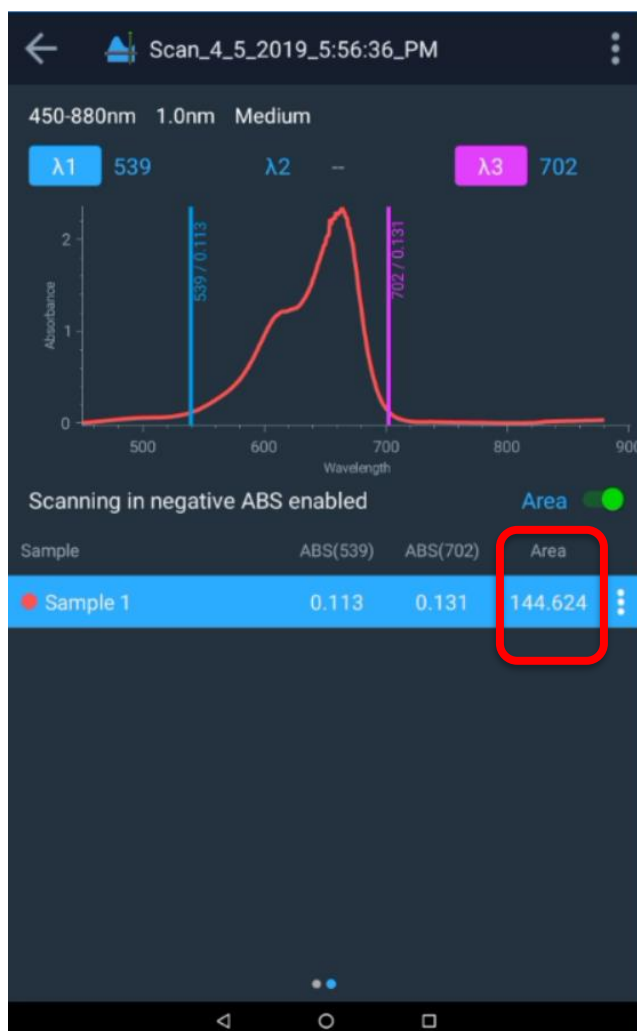 Scan_4_5_2019_5:56:36_PM
450-880nm 1.0nm Medium
λ1 539 λ2 -- λ3 702
2
1
0
Absorbance
539 / 0.113
702 / 0.131
500 600 700 800 900
Wavelength
Scanning in negative ABS enabled Area
Sample ABS(539) ABS(702) Area
Sample 1 0.113 0.131 144.624